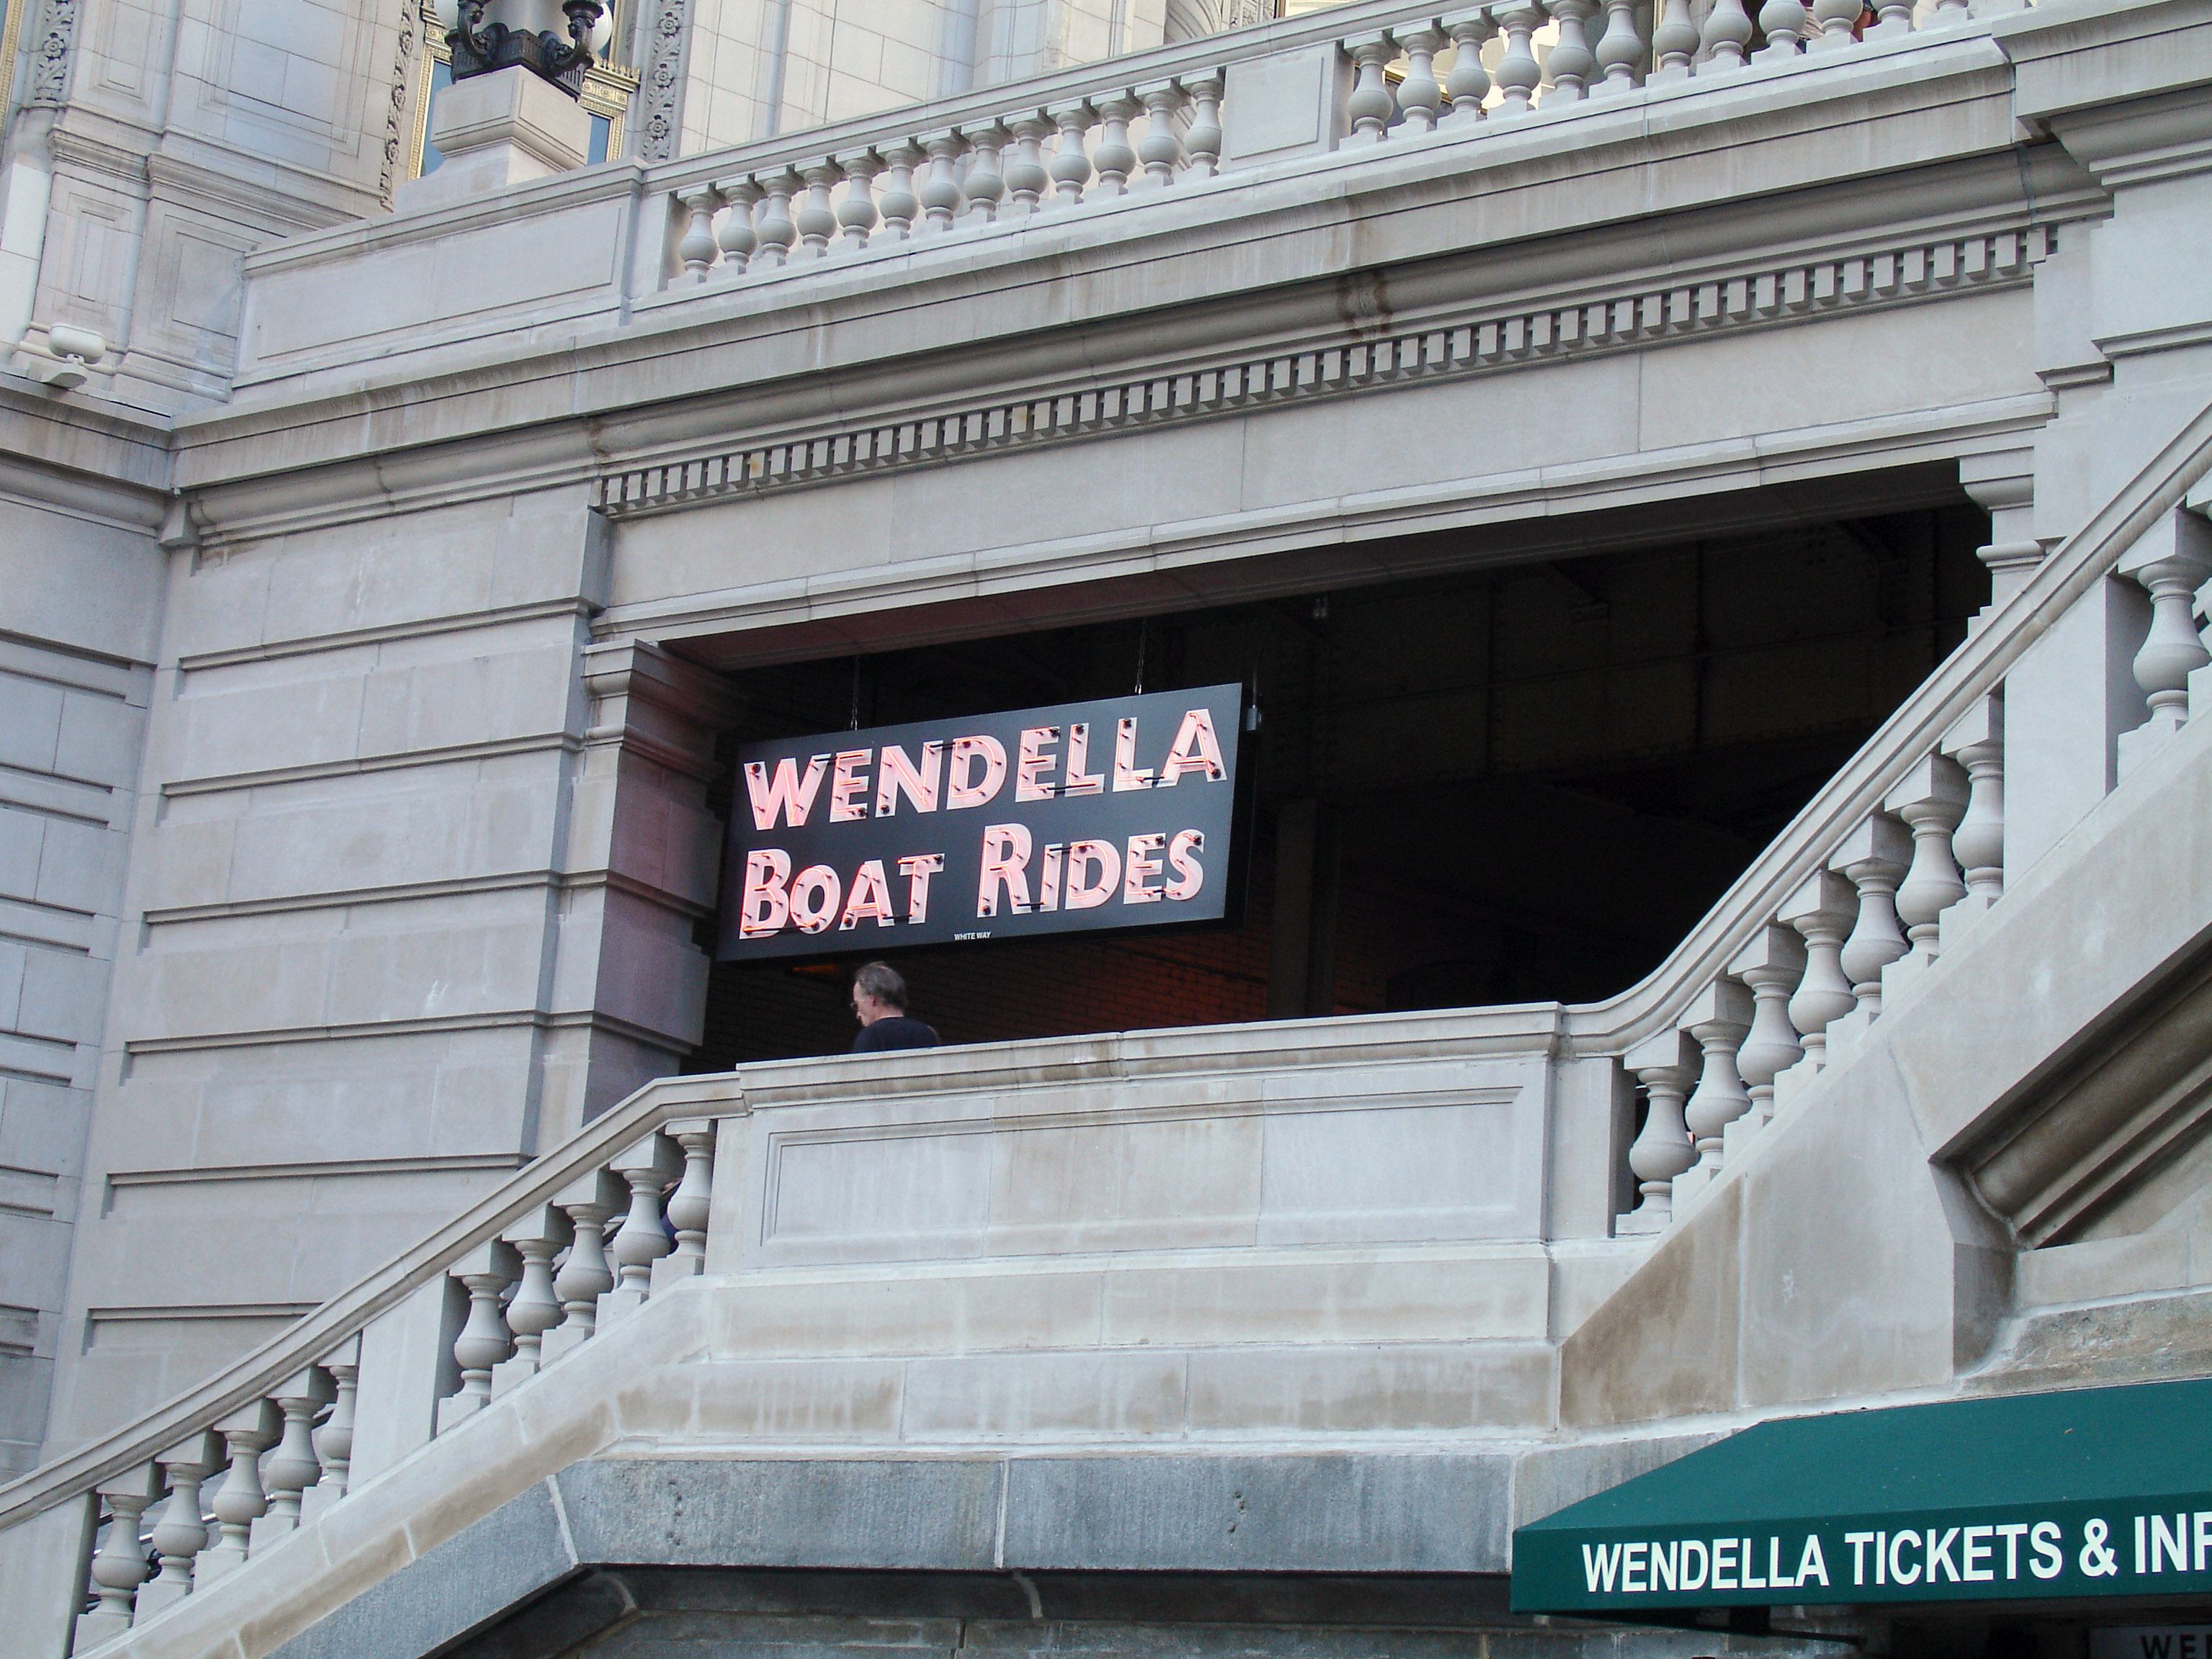 WENDELLA
BOAT RIDES
WHITE WAY
WENDELLA TICKETS & INF